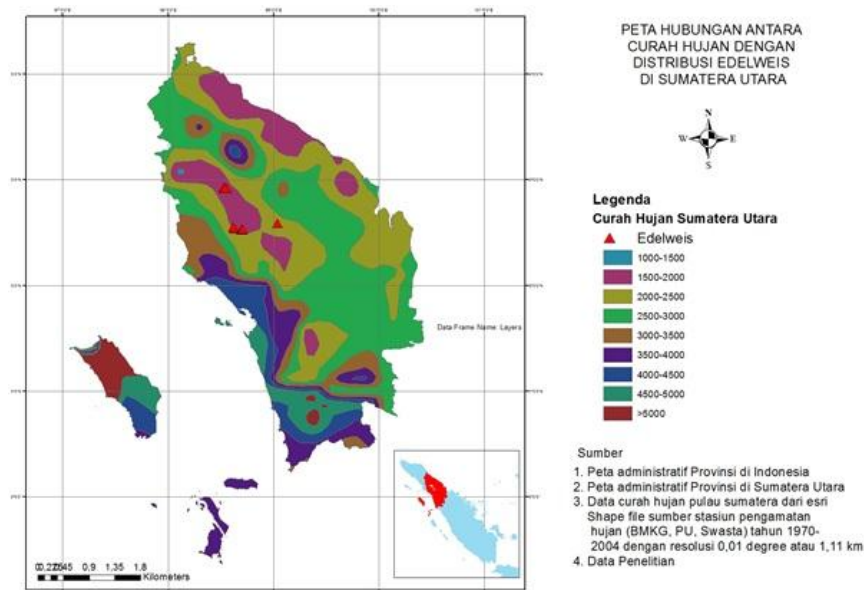 PETA HUBUNGAN ANTARA
CURAH HUJAN DENGAN
DISTRIBUSI EDELWEIS
DI SUMATERA UTARA
N
W E
S
Legenda
Curah Hujan Sumatera Utara
Edelweis
1000-1500
1500-2000
2000-2500
2500-3000
3000-3500
3500-4000
4000-4500
4500-5000
>5000
Data Frame Name: Layers
Sumber
1. Peta administratif Provinsi di Indonesia
2. Peta administratif Provinsi di Sumatera Utara
3. Data curah hujan pulau sumatera dari esri
Shape file sumber stasiun pengamatan
hujan (BMKG, PU, Swasta) tahun 1970-
2004 dengan resolusi 0,01 degree atau 1,11 km
4. Data Penelitian
0.9 1,35 1.8
Kilometers